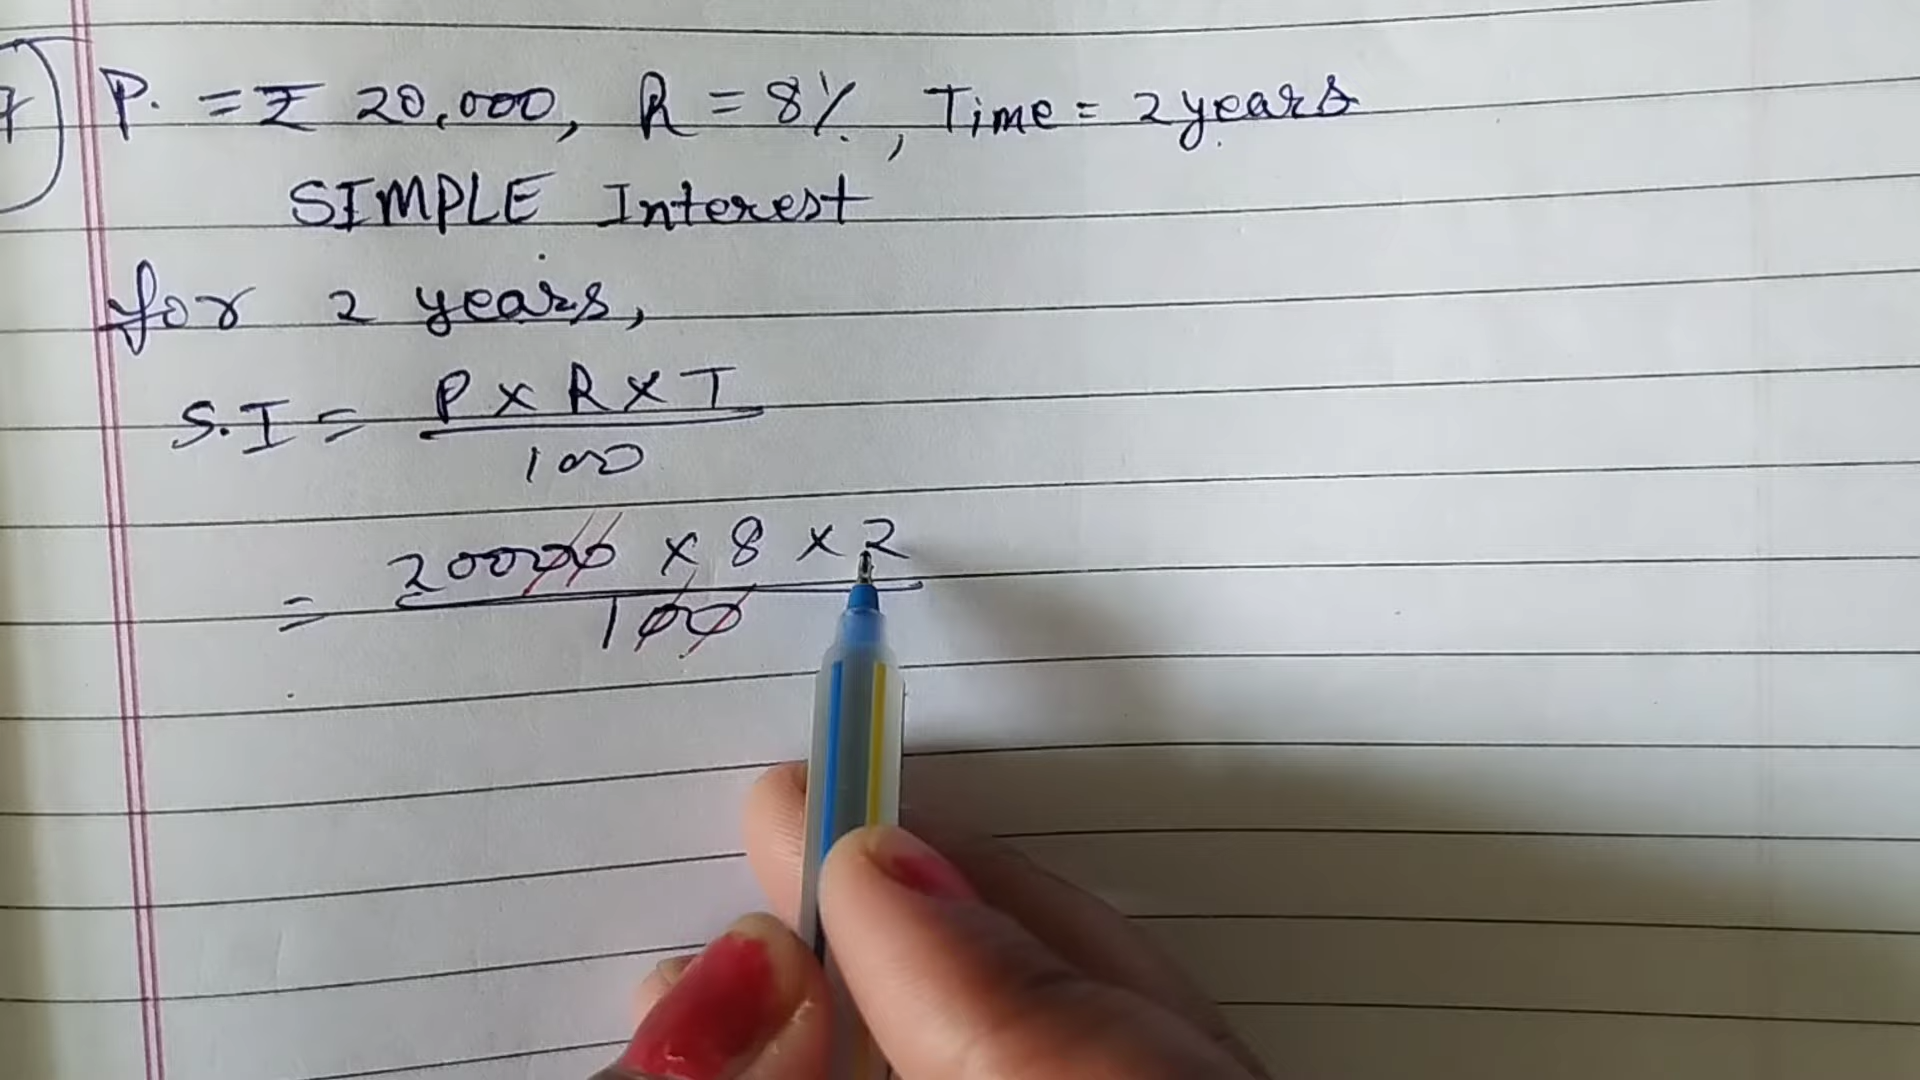 7) P. = ₹ 20,000, R = 8%, Time = 2 years
SIMPLE Interest
for 2 years,
S.I = P x R x T
100
= 20000 x 8 x 2
100